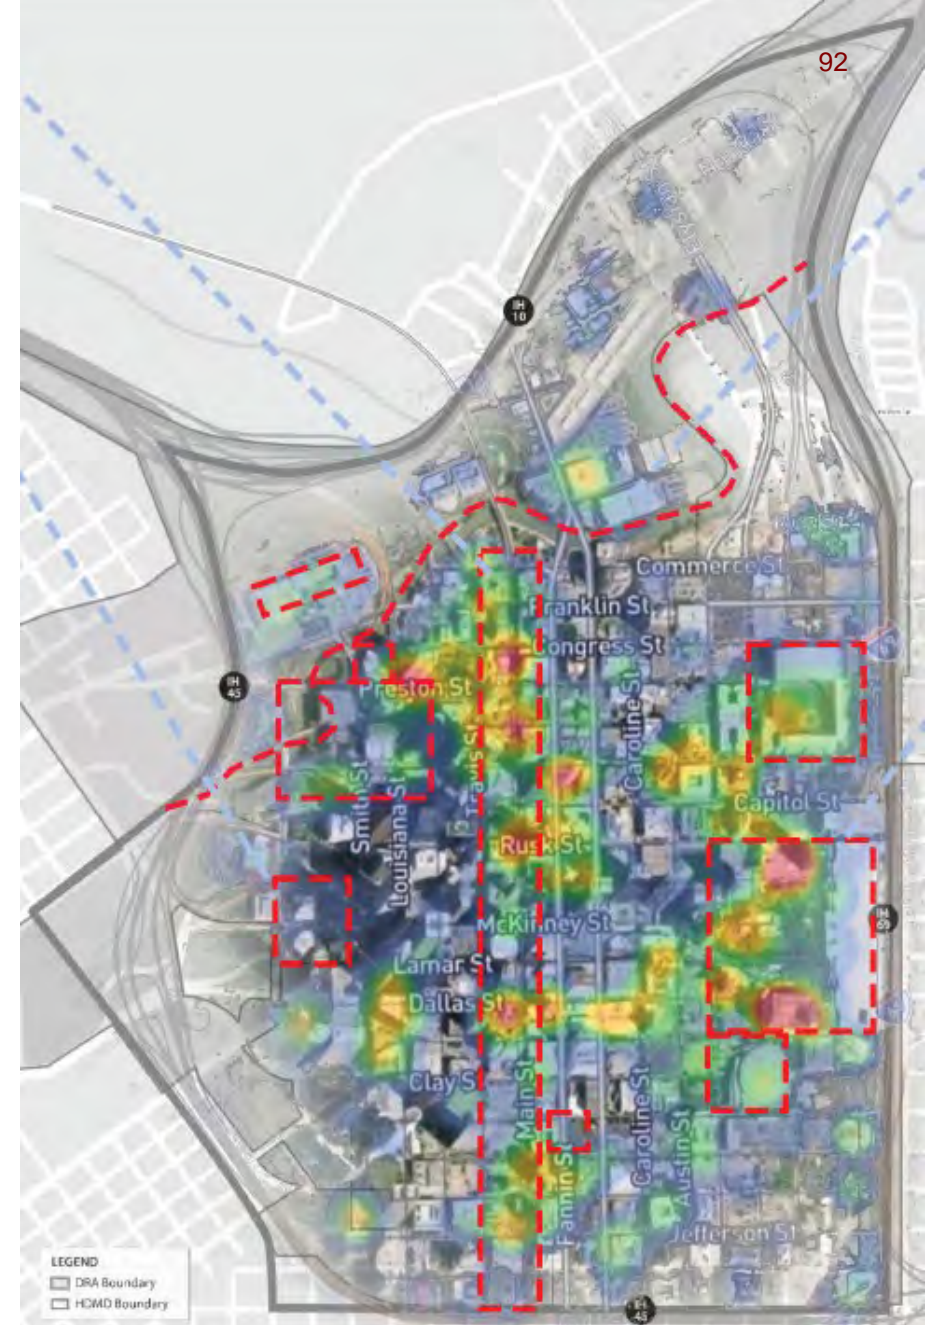 92
IH
10
Commerce St
Franklin St
Congress St
Preston St
IH
45
Caroline St
Travis St
Smith St
Louisiana St
Capitol St
Rusk St
McKinney St
IH
69
Lamar St
Dallas St
Clay S
Main St
Caroline St
Austin St
Fannin St
Jefferson St
LEGEND
DRA Boundary
HDMD Boundary
IH
45